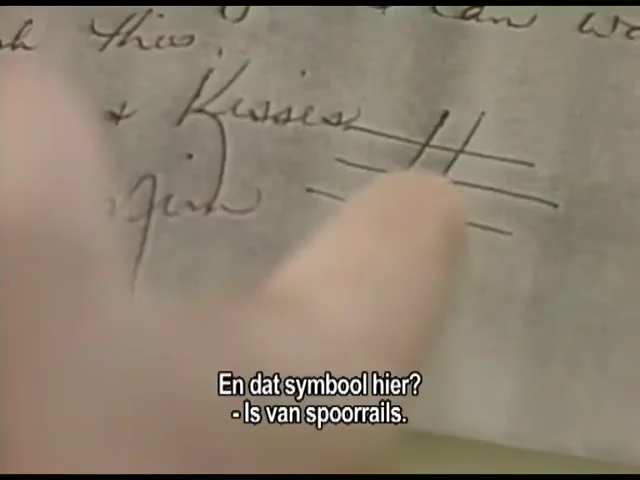 this,
& Kisses
Jim
En dat symbool hier?
- Is van spoorrails.